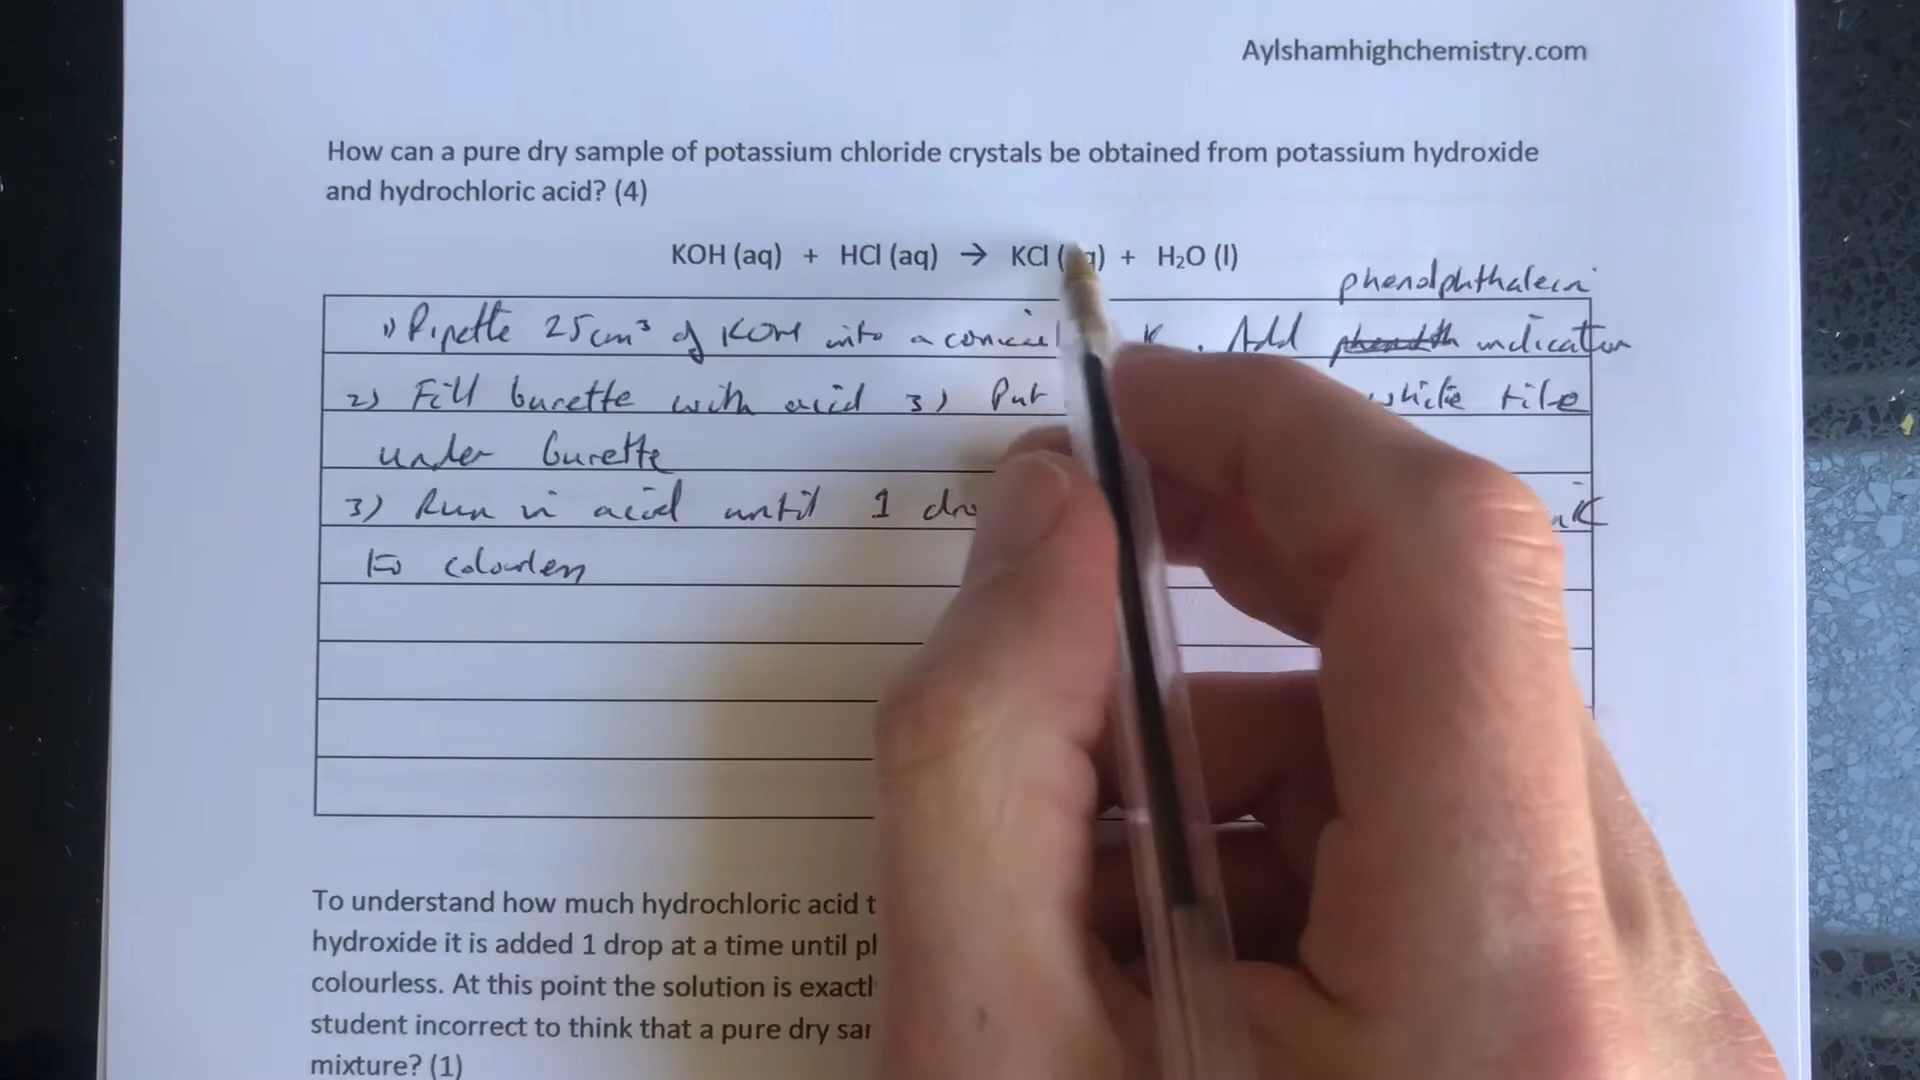 Aylshamhighchemistry.com
How can a pure dry sample of potassium chloride crystals be obtained from potassium hydroxide
and hydrochloric acid? (4)
KOH (aq) + HCl (aq) → KCl + H₂O (l)
phenolphthalein
1) Pipette 25cm³ of KOH into a conical . Add indicator
2) Fill burette with acid 3) Put white tile
under burette
3) Run in acid until 1
to colourless
To understand how much hydrochloric acid
hydroxide it is added 1 drop at a time until
colourless. At this point the solution is
student incorrect to think that a pure dry
mixture? (1)